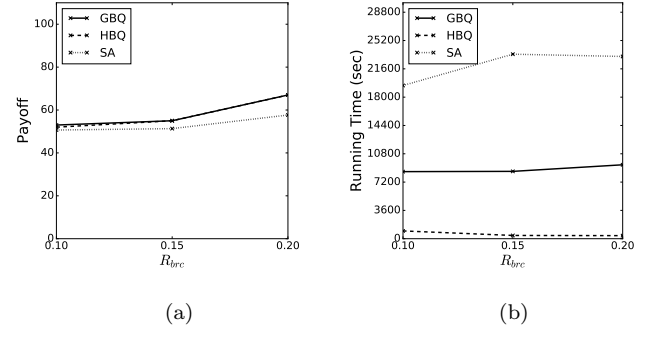 GBQ
HBQ
SA
Payoff
100
80
60
40
20
0
0.10
0.15
0.20
R_brc
(a)
GBQ
HBQ
SA
Running Time (sec)
28800
25200
21600
18000
14400
10800
7200
3600
0
0.10
0.15
0.20
R_brc
(b)